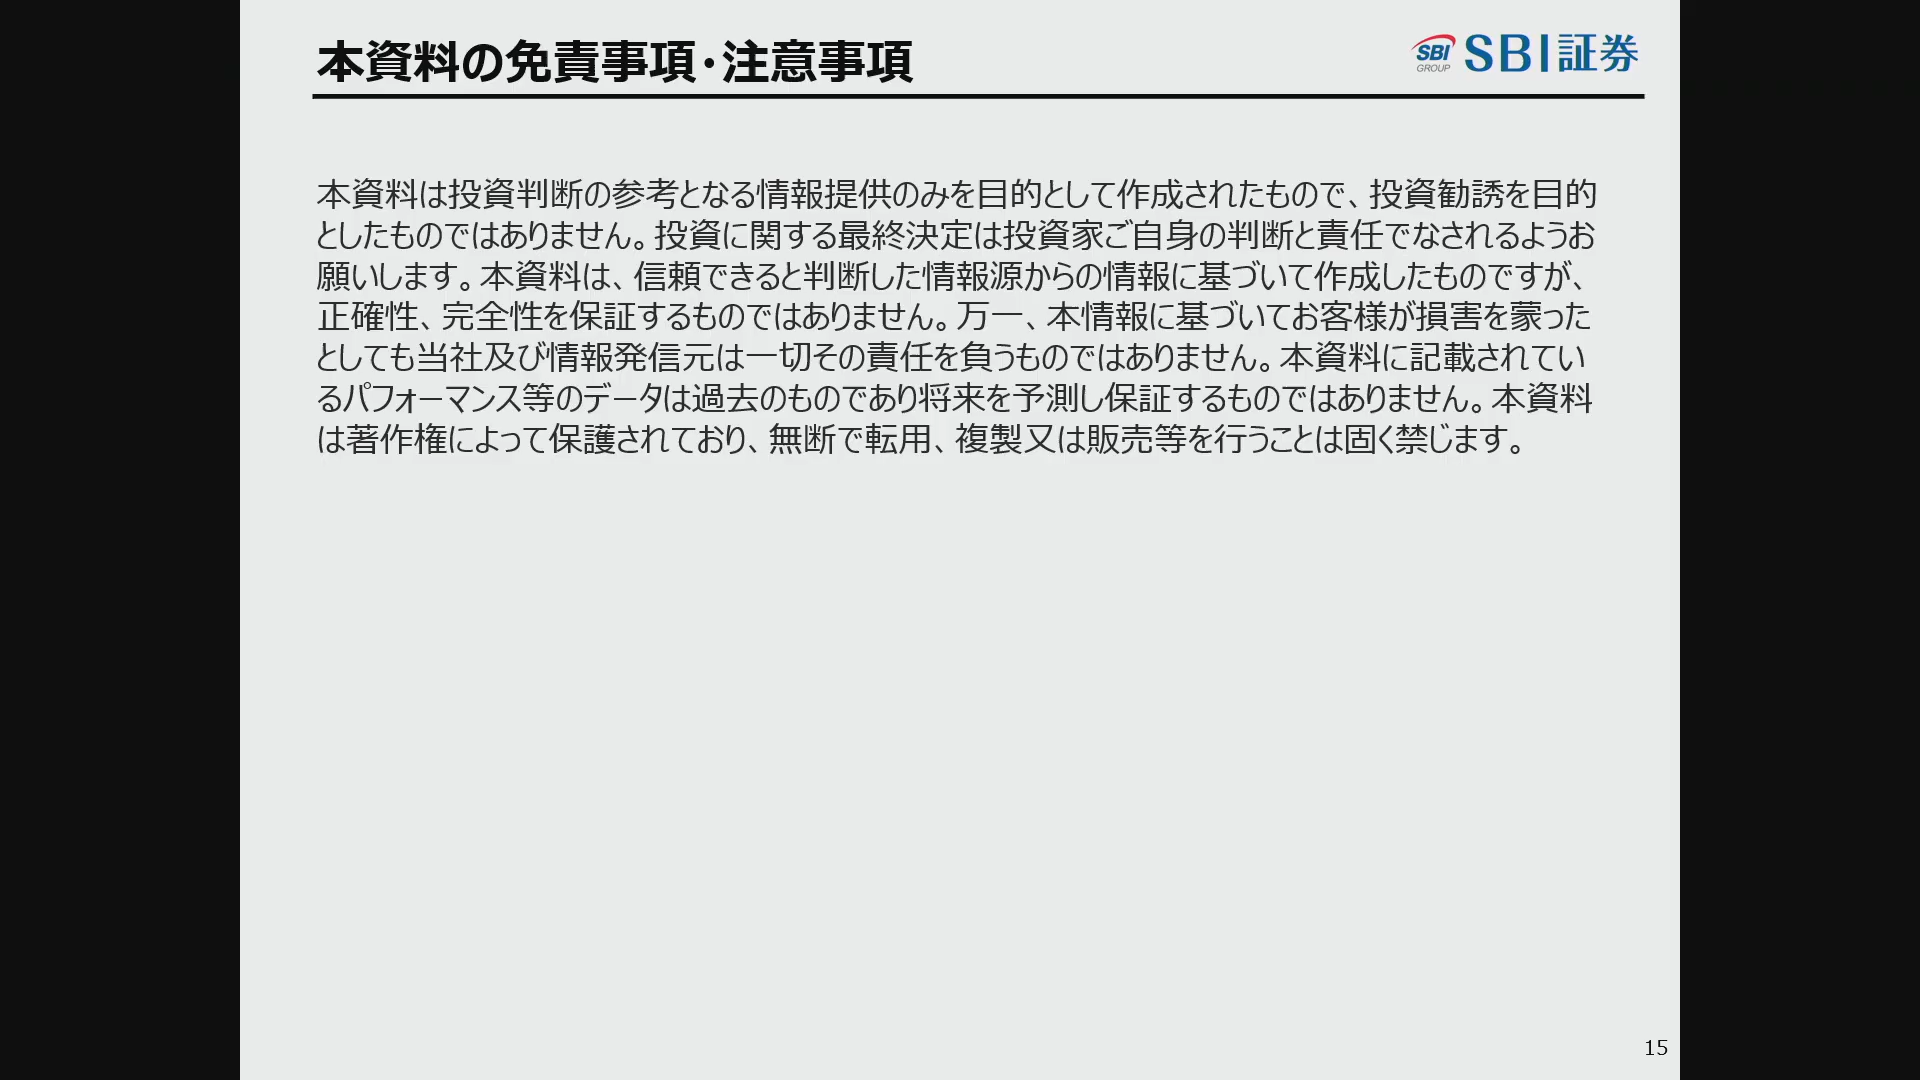 本資料の免責事項・注意事項
SBI
GROUP
SBI証券
本資料は投資判断の参考となる情報提供のみを目的として作成されたもので、投資勧誘を目的
としたものではありません。投資に関する最終決定は投資家ご自身の判断と責任でなされるようお
願いします。本資料は、信頼できると判断した情報源からの情報に基づいて作成したものですが、
正確性、完全性を保証するものではありません。万一、本情報に基づいてお客様が損害を蒙った
としても当社及び情報発信元は一切その責任を負うものではありません。本資料に記載されてい
るパフォーマンス等のデータは過去のものであり将来を予測し保証するものではありません。本資料
は著作権によって保護されており、無断で転用、複製又は販売等を行うことは固く禁じます。
15